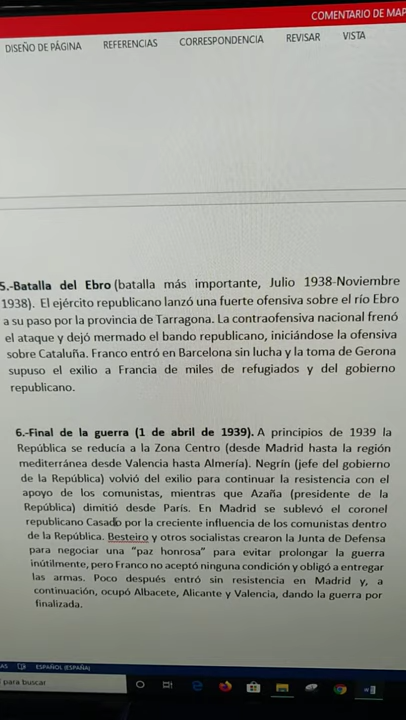 COMENTARIO DE MAP
DISEÑO DE PÁGINA REFERENCIAS CORRESPONDENCIA REVISAR VISTA
5.-Batalla del Ebro (batalla más importante, Julio 1938-Noviembre
1938). El ejército republicano lanzó una fuerte ofensiva sobre el río Ebro
a su paso por la provincia de Tarragona. La contraofensiva nacional frenó
el ataque y dejó mermado el bando republicano, iniciándose la ofensiva
sobre Cataluña. Franco entró en Barcelona sin lucha y la toma de Gerona
supuso el exilio a Francia de miles de refugiados y del gobierno
republicano.
6.-Final de la guerra (1 de abril de 1939). A principios de 1939 la
República se reducía a la Zona Centro (desde Madrid hasta la región
mediterránea desde Valencia hasta Almería). Negrín (jefe del gobierno
de la República) volvió del exilio para continuar la resistencia con el
apoyo de los comunistas, mientras que Azaña (presidente de la
República) dimitió desde París. En Madrid se sublevó el coronel
republicano Casado por la creciente influencia de los comunistas dentro
de la República. Besteiro y otros socialistas crearon la Junta de Defensa
para negociar una "paz honrosa" para evitar prolongar la guerra
inútilmente, pero Franco no aceptó ninguna condición y obligó a entregar
las armas. Poco después entró sin resistencia en Madrid y, a
continuación, ocupó Albacete, Alicante y Valencia, dando la guerra por
finalizada.
AS ESPAÑOL (ESPAÑA)
para buscar